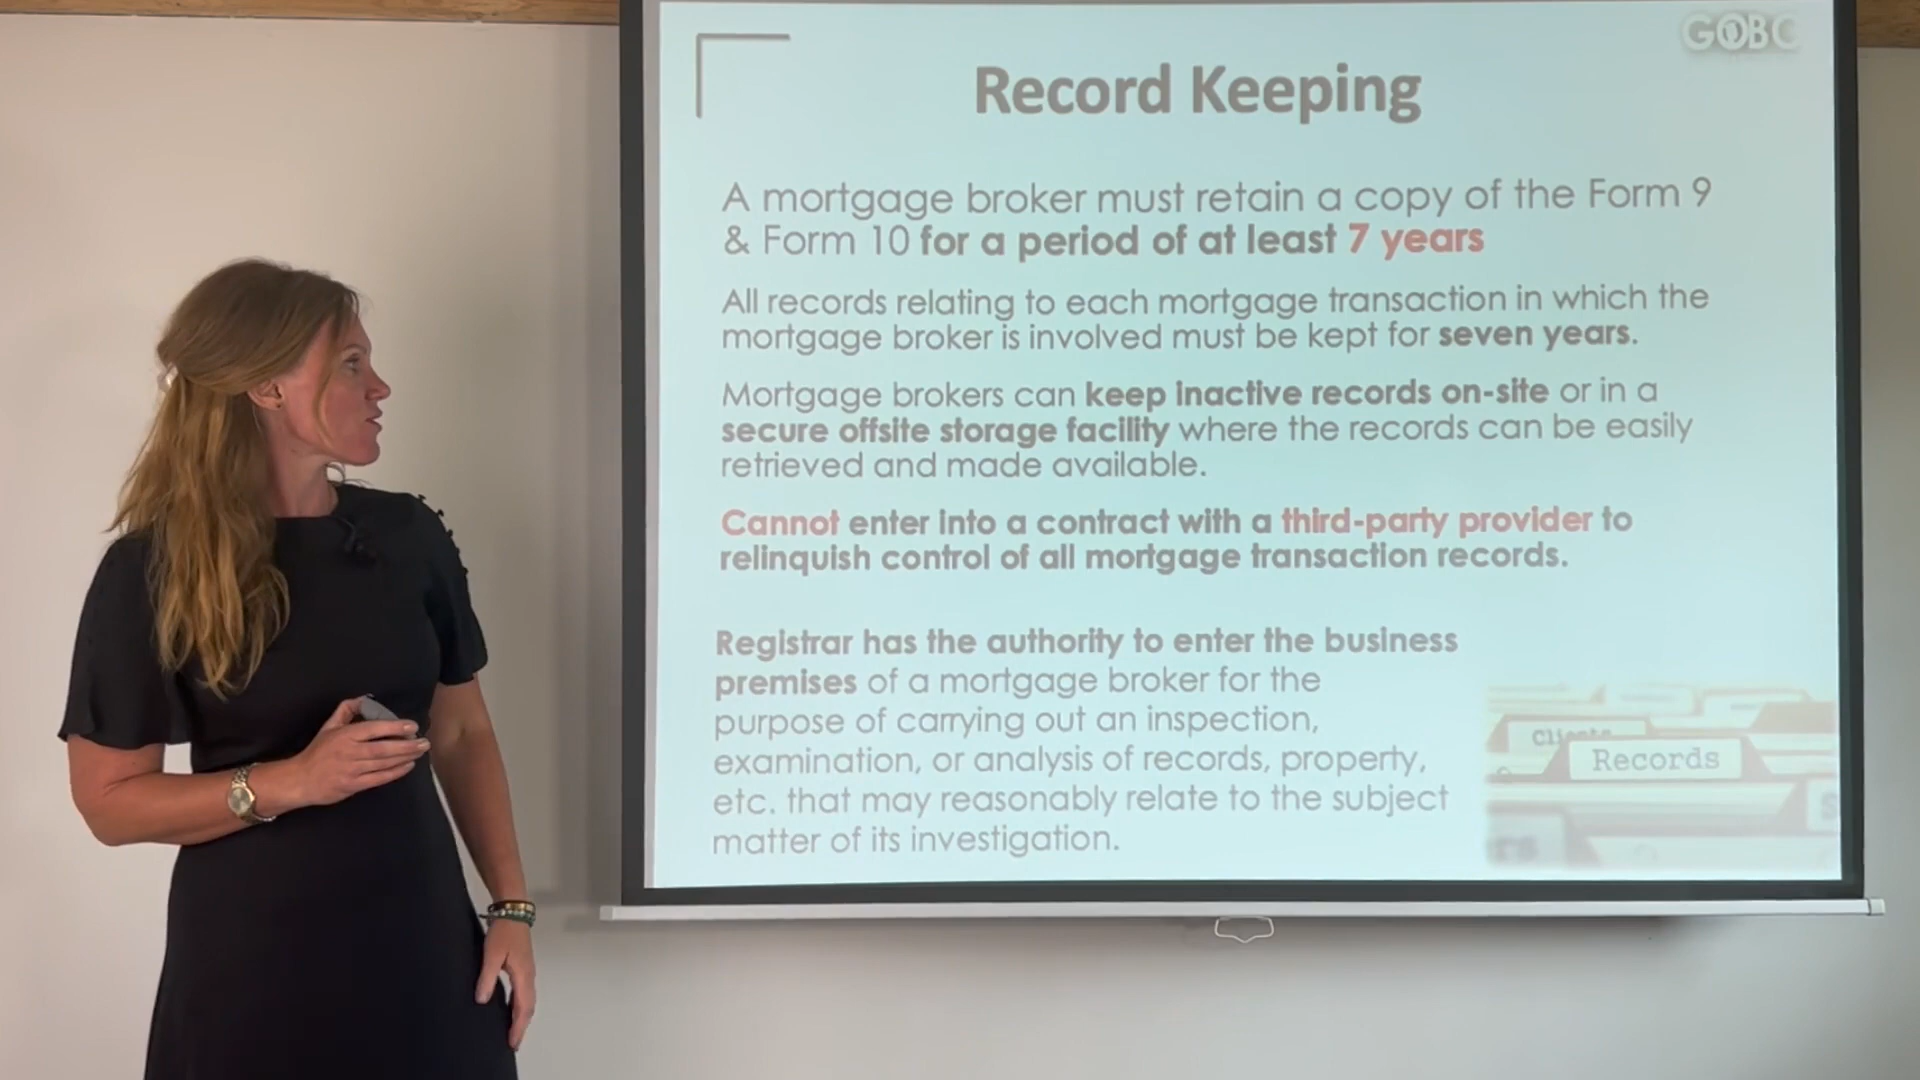 GOBC
Record Keeping
A mortgage broker must retain a copy of the Form 9
& Form 10 for a period of at least 7 years
All records relating to each mortgage transaction in which the
mortgage broker is involved must be kept for seven years.
Mortgage brokers can keep inactive records on-site or in a
secure offsite storage facility where the records can be easily
retrieved and made available.
Cannot enter into a contract with a third-party provider to
relinquish control of all mortgage transaction records.
Registrar has the authority to enter the business
premises of a mortgage broker for the
purpose of carrying out an inspection,
examination, or analysis of records, property,
etc. that may reasonably relate to the subject
matter of its investigation.
Clients
Records